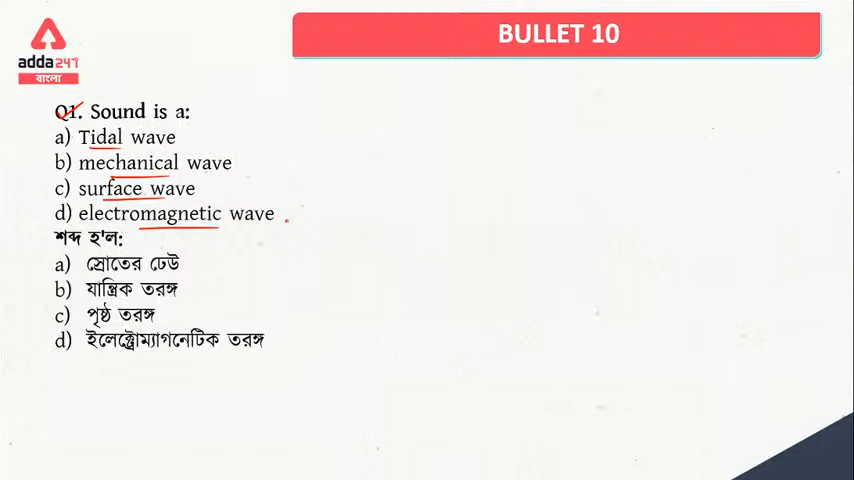 BULLET 10
adda247
বাংলা
Q1. Sound is a:
a) Tidal wave
b) mechanical wave
c) surface wave
d) electromagnetic wave
শব্দ হ'ল:
a) স্রোতের ঢেউ
b) যান্ত্রিক তরঙ্গ
c) পৃষ্ঠ তরঙ্গ
d) ইলেক্ট্রোম্যাগনেটিক তরঙ্গ